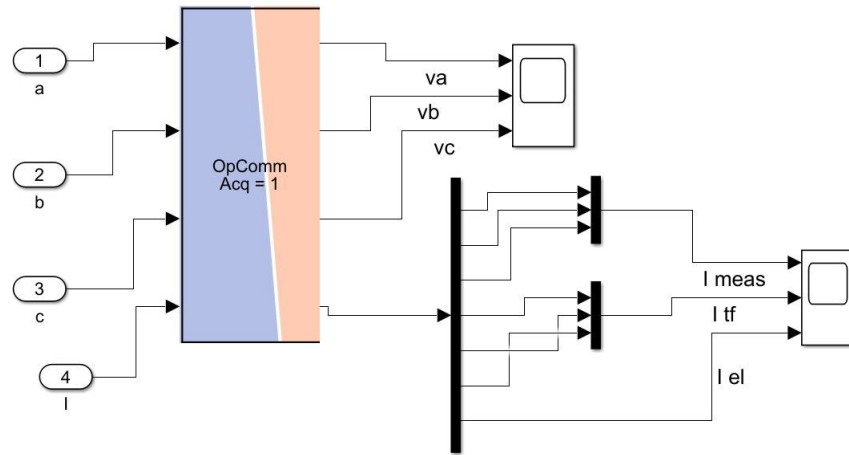 1
a
2
b
3
c
4
I
OpComm
Acq = 1
va
vb
vc
I meas
I tf
I el